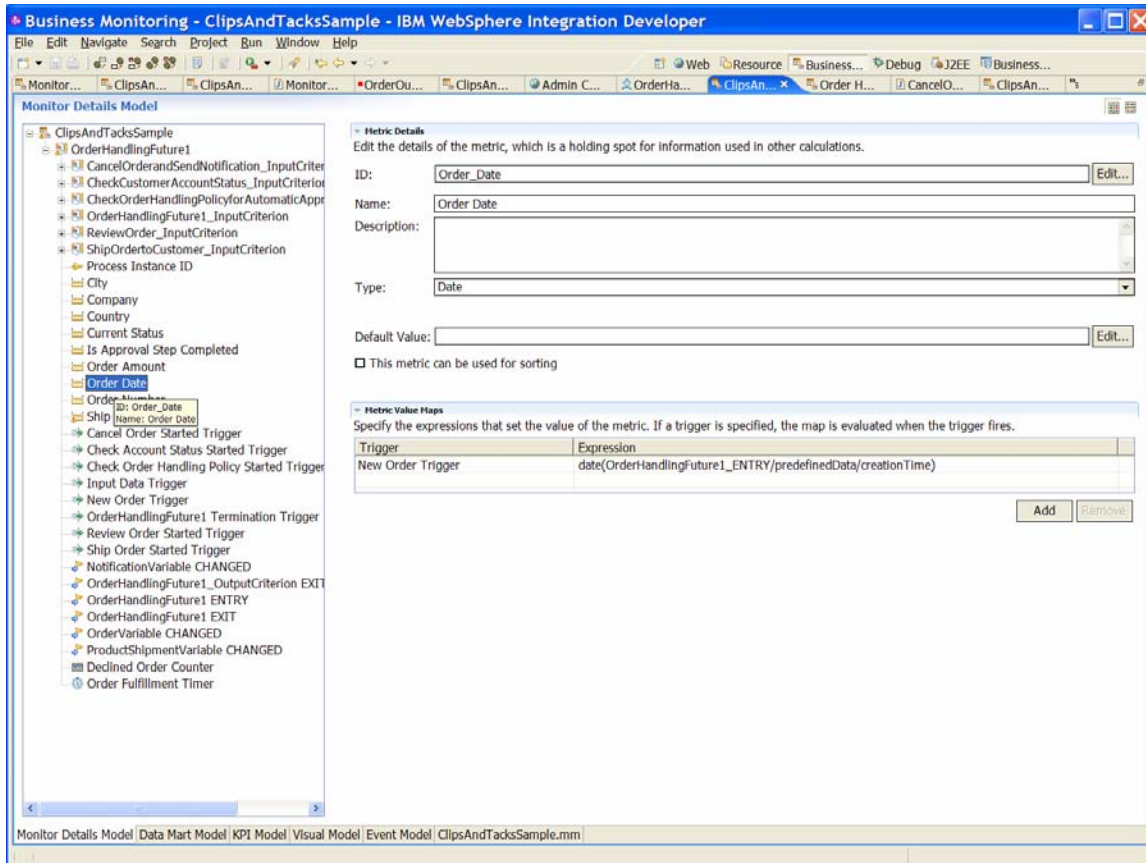 Business Monitoring - ClipsAndTacksSample - IBM WebSphere Integration Developer
File Edit Navigate Search Project Run Window Help
Web Resource Business... Debug J2EE Business...
Monitor... ClipsAn... ClipsAn... Monitor... OrderOu... ClipsAn... Admin C... OrderHa... ClipsAn... Order H... CancelO... ClipsAn...
Monitor Details Model
ClipsAndTacksSample
OrderHandlingFuture1
CancelOrderandSendNotification_InputCriter
CheckCustomerAccountStatus_InputCriterion
CheckOrderHandlingPolicyforAutomaticAppr
OrderHandlingFuture1_InputCriterion
ReviewOrder_InputCriterion
ShipOrdertoCustomer_InputCriterion
Process Instance ID
City
Company
Country
Current Status
Is Approval Step Completed
Order Amount
Order Date
Order Number
ID: Order_Date
Ship
Name: Order Date
Cancel Order Started Trigger
Check Account Status Started Trigger
Check Order Handling Policy Started Trigger
Input Data Trigger
New Order Trigger
OrderHandlingFuture1 Termination Trigger
Review Order Started Trigger
Ship Order Started Trigger
NotificationVariable CHANGED
OrderHandlingFuture1_OutputCriterion EXIT
OrderHandlingFuture1 ENTRY
OrderHandlingFuture1 EXIT
OrderVariable CHANGED
ProductShipmentVariable CHANGED
Declined Order Counter
Order Fulfillment Timer
Metric Details
Edit the details of the metric, which is a holding spot for information used in other calculations.
ID: Order_Date Edit...
Name: Order Date
Description:
Type: Date
Default Value: Edit...
This metric can be used for sorting
Metric Value Maps
Specify the expressions that set the value of the metric. If a trigger is specified, the map is evaluated when the trigger fires.
Trigger Expression
New Order Trigger date(OrderHandlingFuture1_ENTRY/predefinedData/creationTime)
Add Remove
Monitor Details Model Data Mart Model KPI Model Visual Model Event Model ClipsAndTacksSample.mm